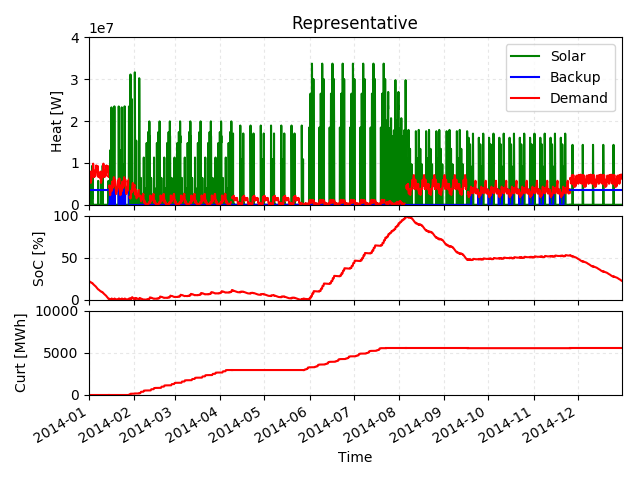 Representative
1e7
4
3
2
1
0
Heat [W]
Solar
Backup
Demand
100
50
0
SoC [%]
10000
5000
0
Curt [MWh]
2014-01
2014-02
2014-03
2014-04
2014-05
2014-06
2014-07
2014-08
2014-09
2014-10
2014-11
2014-12
Time